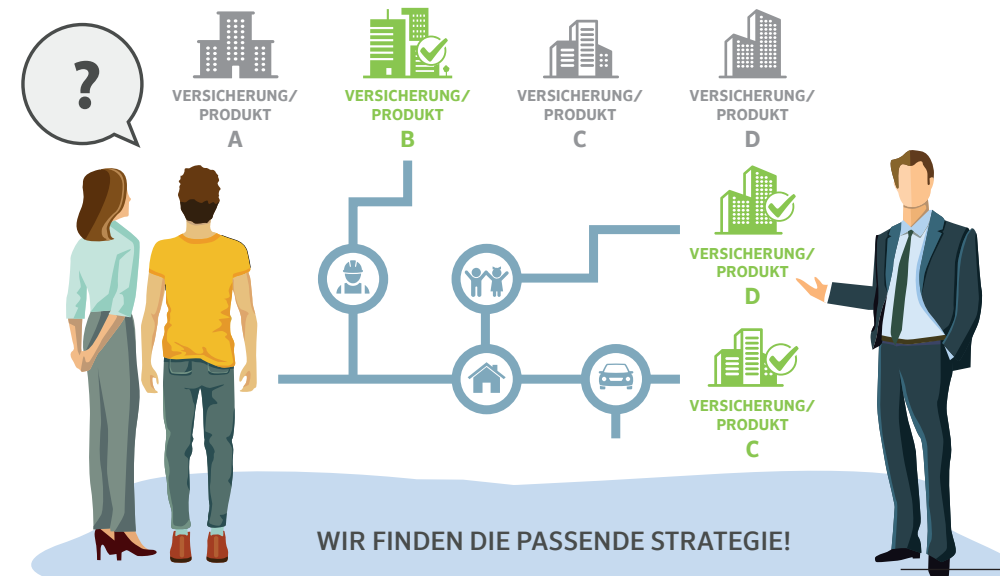 ?
VERSICHERUNG/
PRODUKT
A
VERSICHERUNG/
PRODUKT
B
VERSICHERUNG/
PRODUKT
C
VERSICHERUNG/
PRODUKT
D
VERSICHERUNG/
PRODUKT
D
VERSICHERUNG/
PRODUKT
C
WIR FINDEN DIE PASSENDE STRATEGIE!